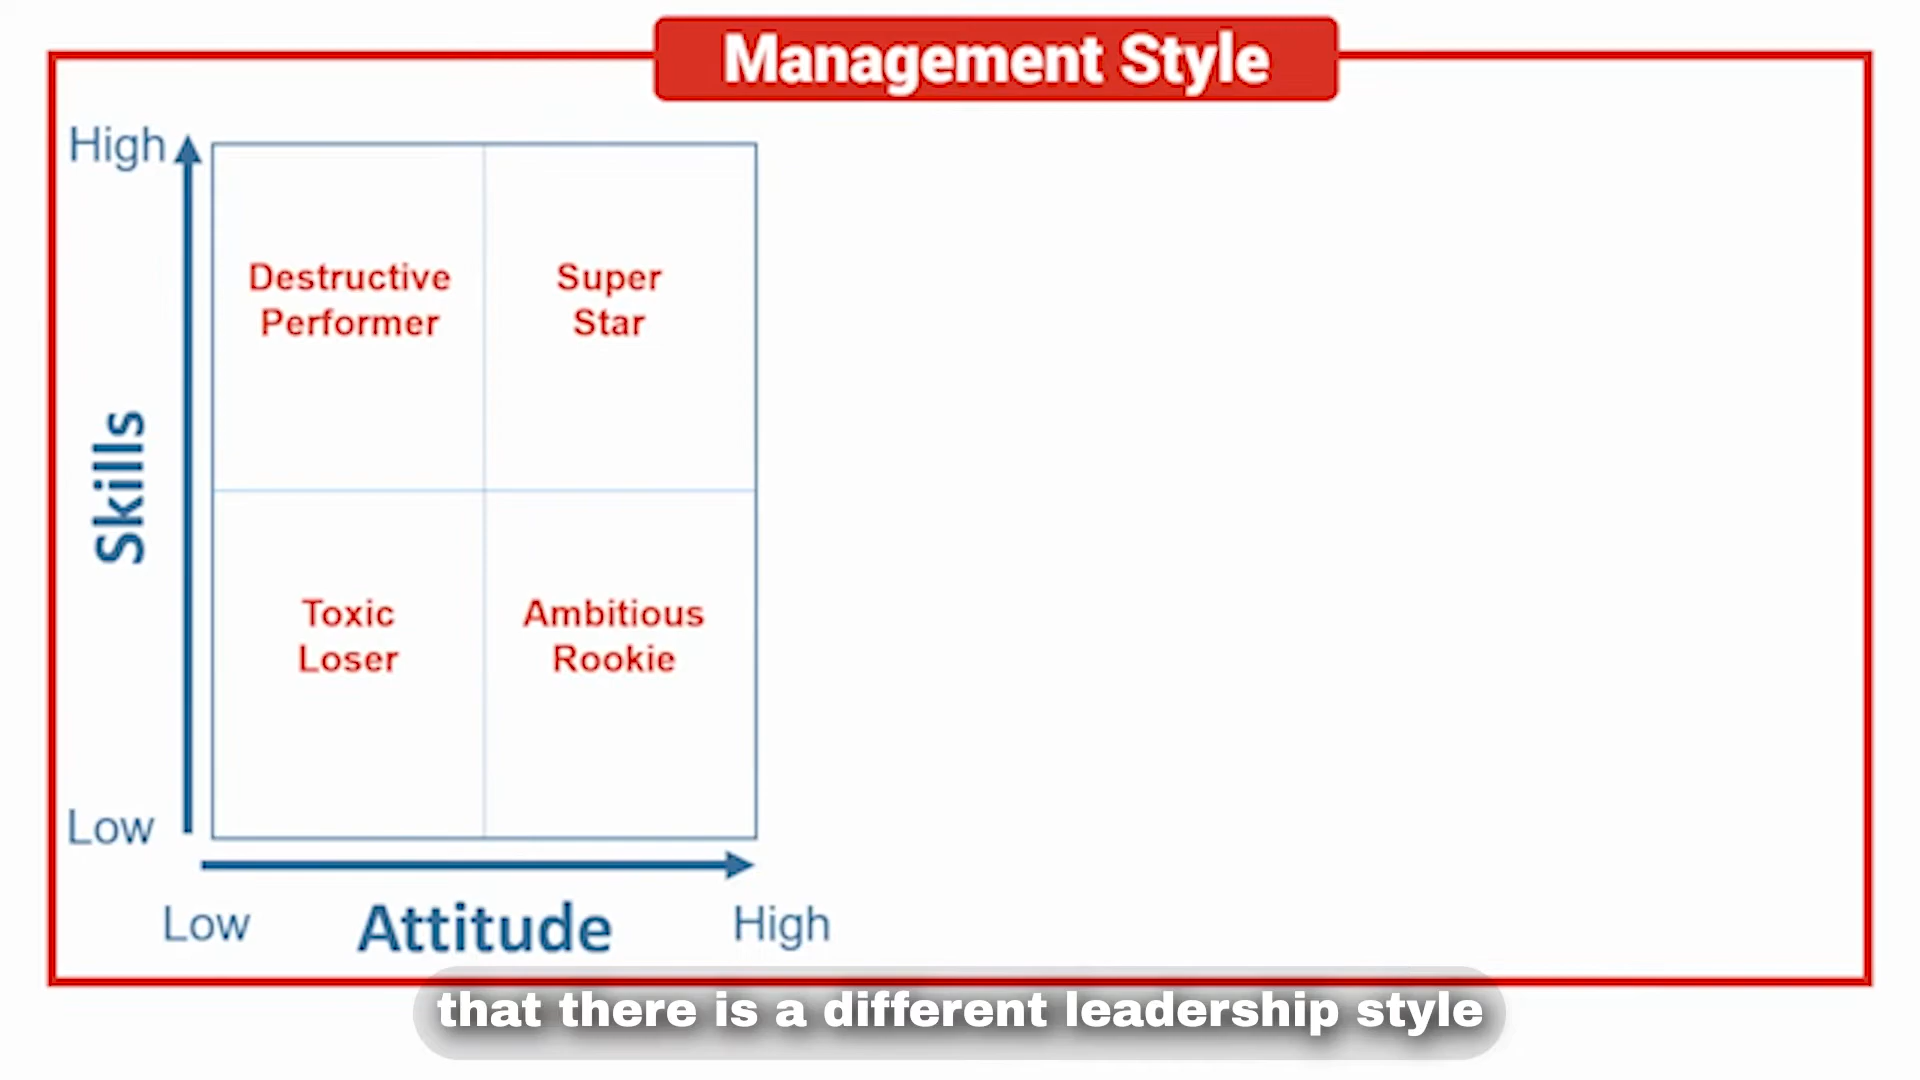 Management Style
High
Destructive
Performer
Super
Star
Skills
Toxic
Loser
Ambitious
Rookie
Low
Low
Attitude
High
that there is a different leadership style